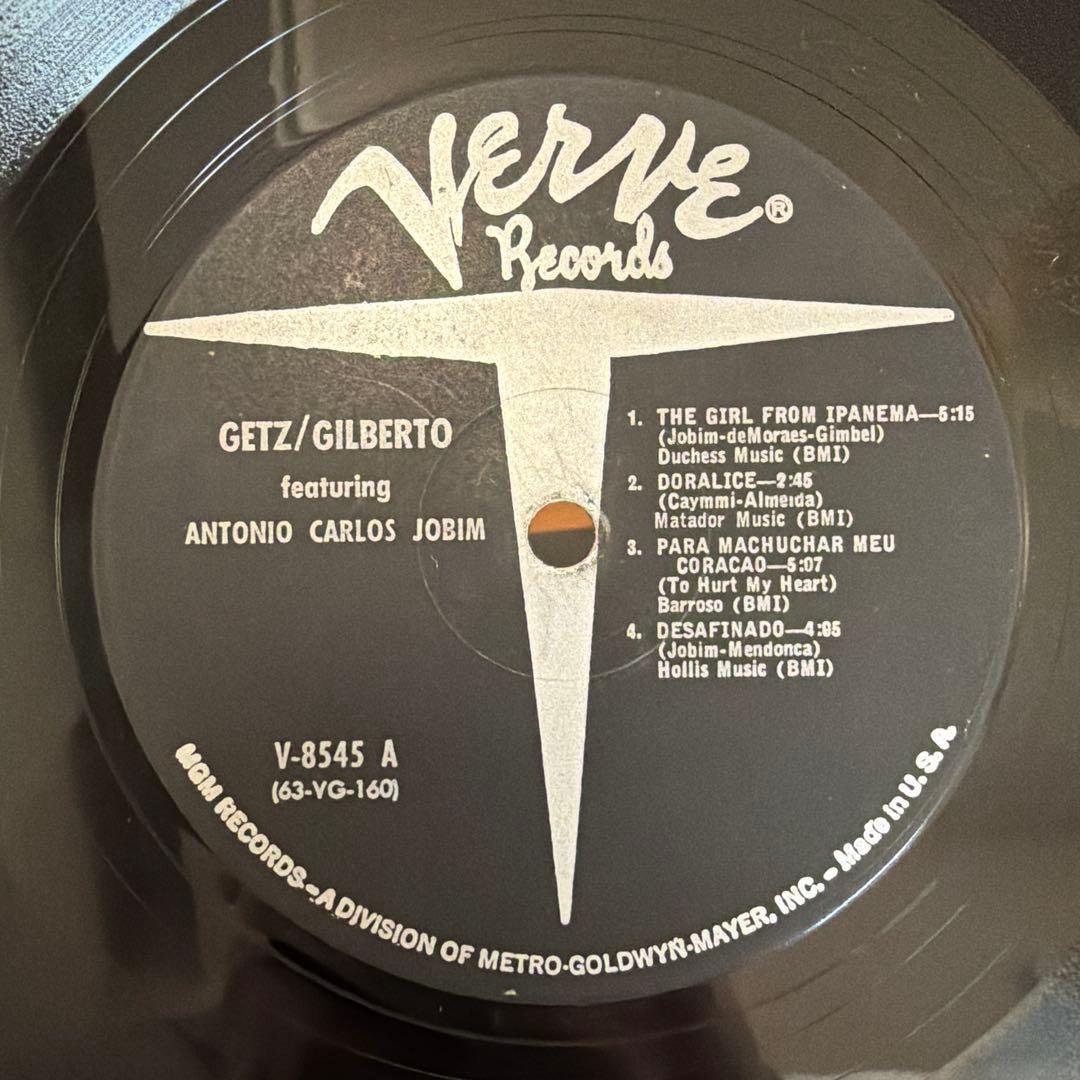 Verve®
Records
GETZ/GILBERTO
featuring
ANTONIO CARLOS JOBIM
1. THE GIRL FROM IPANEMA—5:15
(Jobim-deMoraes-Gimbel)
Duchess Music (BMI)
2. DORALICE—2:45
(Caymmi-Almeida)
Matador Music (BMI)
3. PARA MACHUCHAR MEU
CORACAO—5:07
(To Hurt My Heart)
Barroso (BMI)
4. DESAFINADO—4:05
(Jobim-Mendonca)
Hollis Music (BMI)
V-8545 A
(63-VG-160)
MGM RECORDS—A DIVISION OF METRO-GOLDWYN-MAYER, INC. - Made in U. S. A.